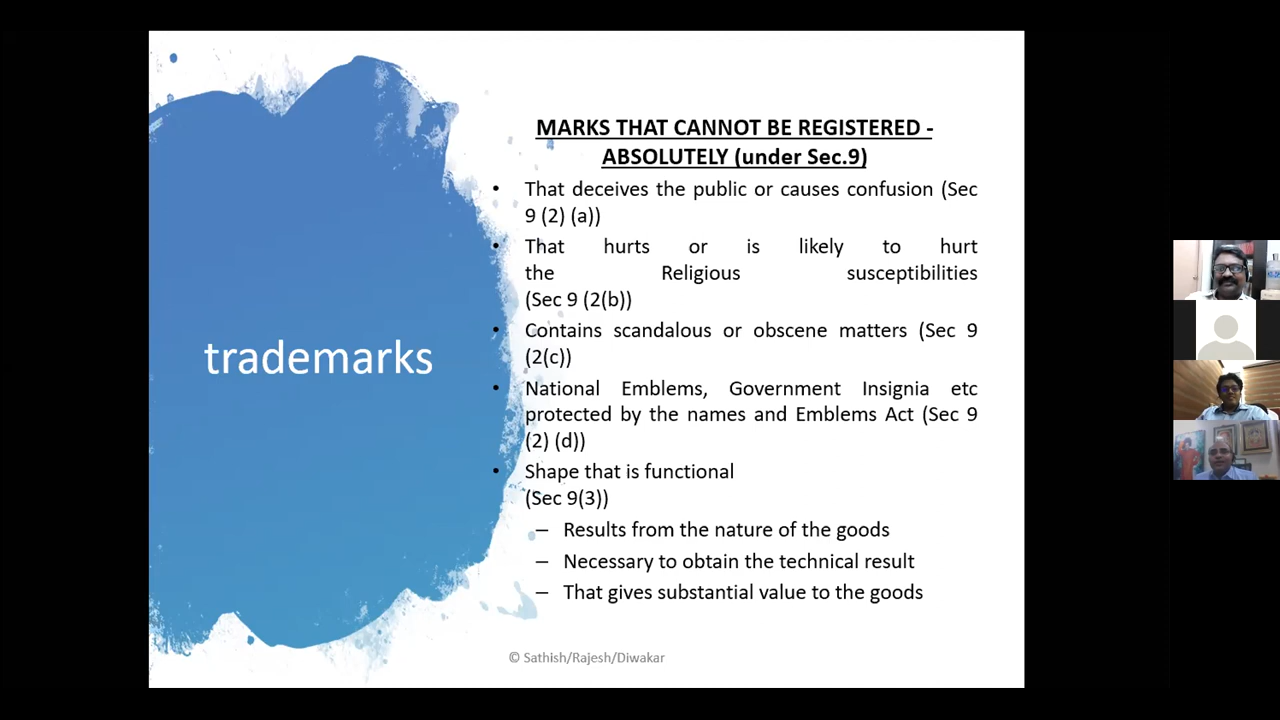 trademarks
MARKS THAT CANNOT BE REGISTERED -
ABSOLUTELY (under Sec.9)
• That deceives the public or causes confusion (Sec
9 (2) (a))
• That hurts or is likely to hurt
the Religious susceptibilities
(Sec 9 (2(b))
• Contains scandalous or obscene matters (Sec 9
(2(c))
• National Emblems, Government Insignia etc
protected by the names and Emblems Act (Sec 9
(2) (d))
• Shape that is functional
(Sec 9(3))
– Results from the nature of the goods
– Necessary to obtain the technical result
– That gives substantial value to the goods
© Sathish/Rajesh/Diwakar